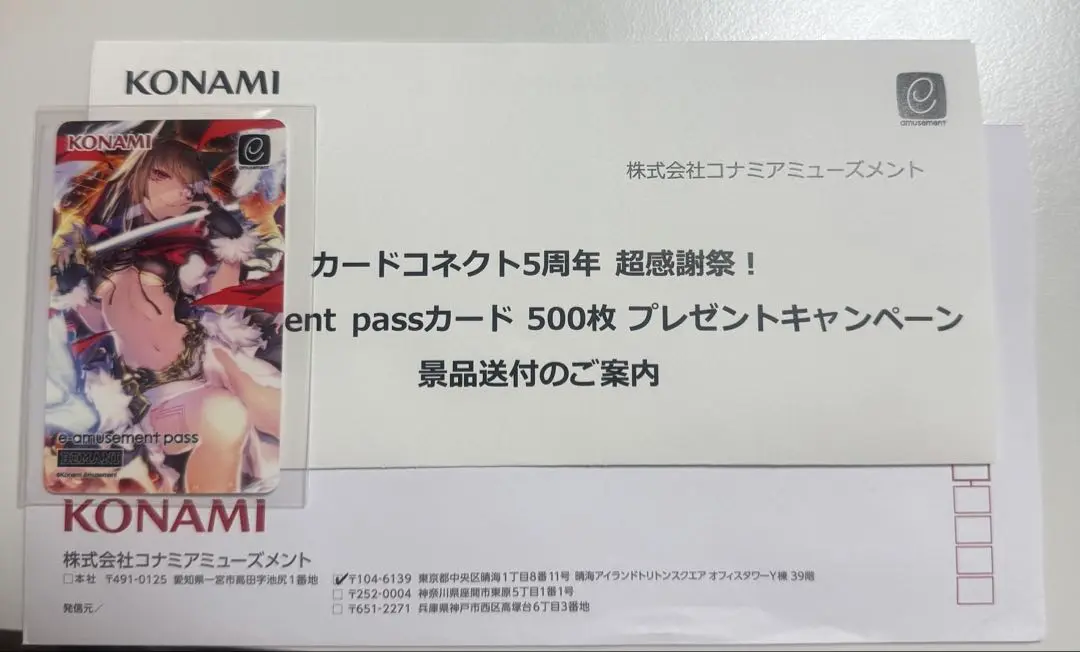 KONAMI
e
amusement
株式会社コナミアミューズメント
カードコネクト5周年 超感謝祭！
ent passカード 500枚 プレゼントキャンペーン
景品送付のご案内
KONAMI
e
amusement
e-amusement pass
BEMANI
©Konami Amusement
KONAMI
株式会社コナミアミューズメント
□本社 〒491-0125 愛知県一宮市高田字池尻1番地
☑〒104-6139 東京都中央区晴海1丁目8番11号 晴海アイランドトリトンスクエア オフィスタワーY棟 39階
□〒252-0004 神奈川県座間市東原5丁目1番1号
□〒651-2271 兵庫県神戸市西区高塚台6丁目3番地
発信元／